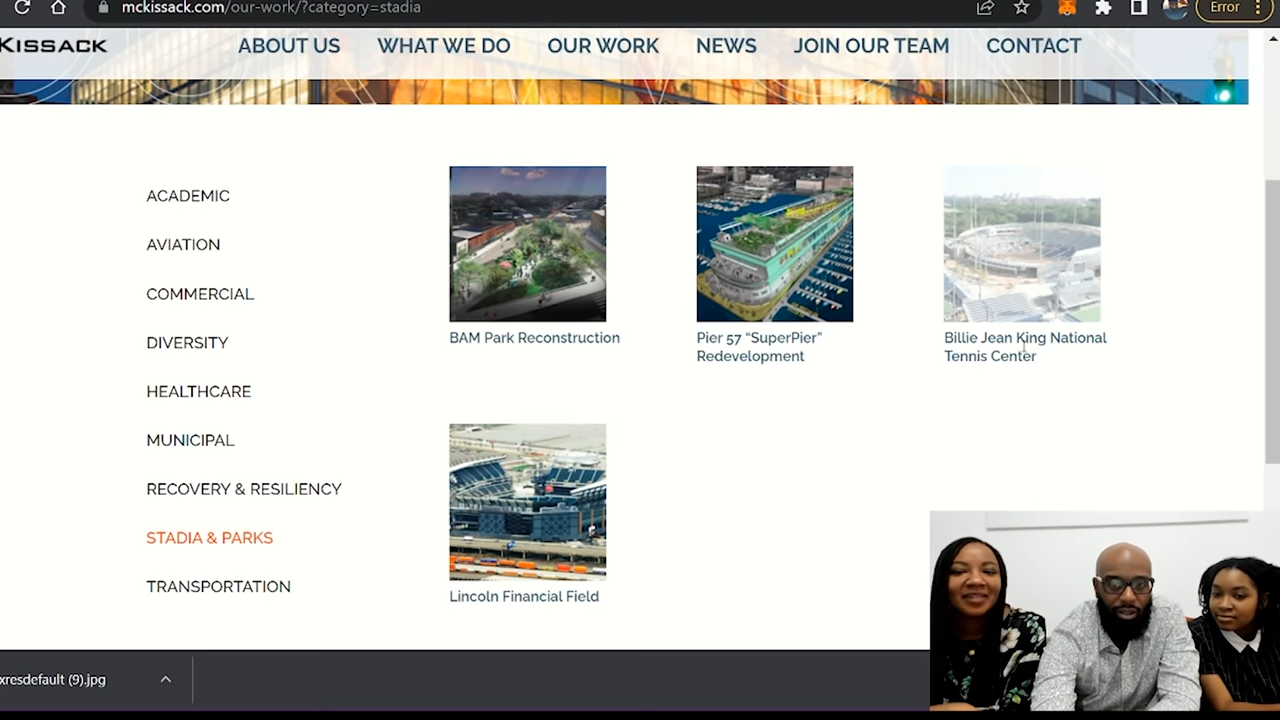 mckissack.com/our-work/?category=stadia
Error
KISSACK
ABOUT US
WHAT WE DO
OUR WORK
NEWS
JOIN OUR TEAM
CONTACT
ACADEMIC
AVIATION
COMMERCIAL
DIVERSITY
HEALTHCARE
MUNICIPAL
RECOVERY & RESILIENCY
STADIA & PARKS
TRANSPORTATION
BAM Park Reconstruction
Pier 57 “SuperPier”
Redevelopment
Billie Jean King National
Tennis Center
Lincoln Financial Field
xresdefault (9).jpg